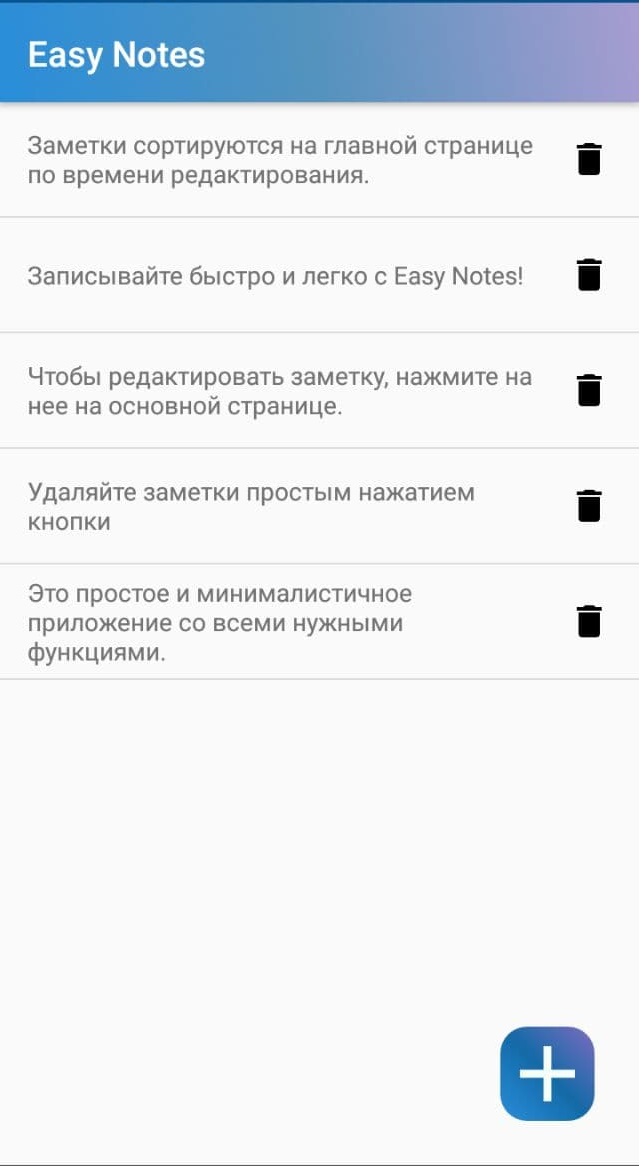 Easy Notes
Заметки сортируются на главной странице
по времени редактирования.
Записывайте быстро и легко с Easy Notes!
Чтобы редактировать заметку, нажмите на
нее на основной странице.
Удаляйте заметки простым нажатием
кнопки
Это простое и минималистичное
приложение со всеми нужными
функциями.